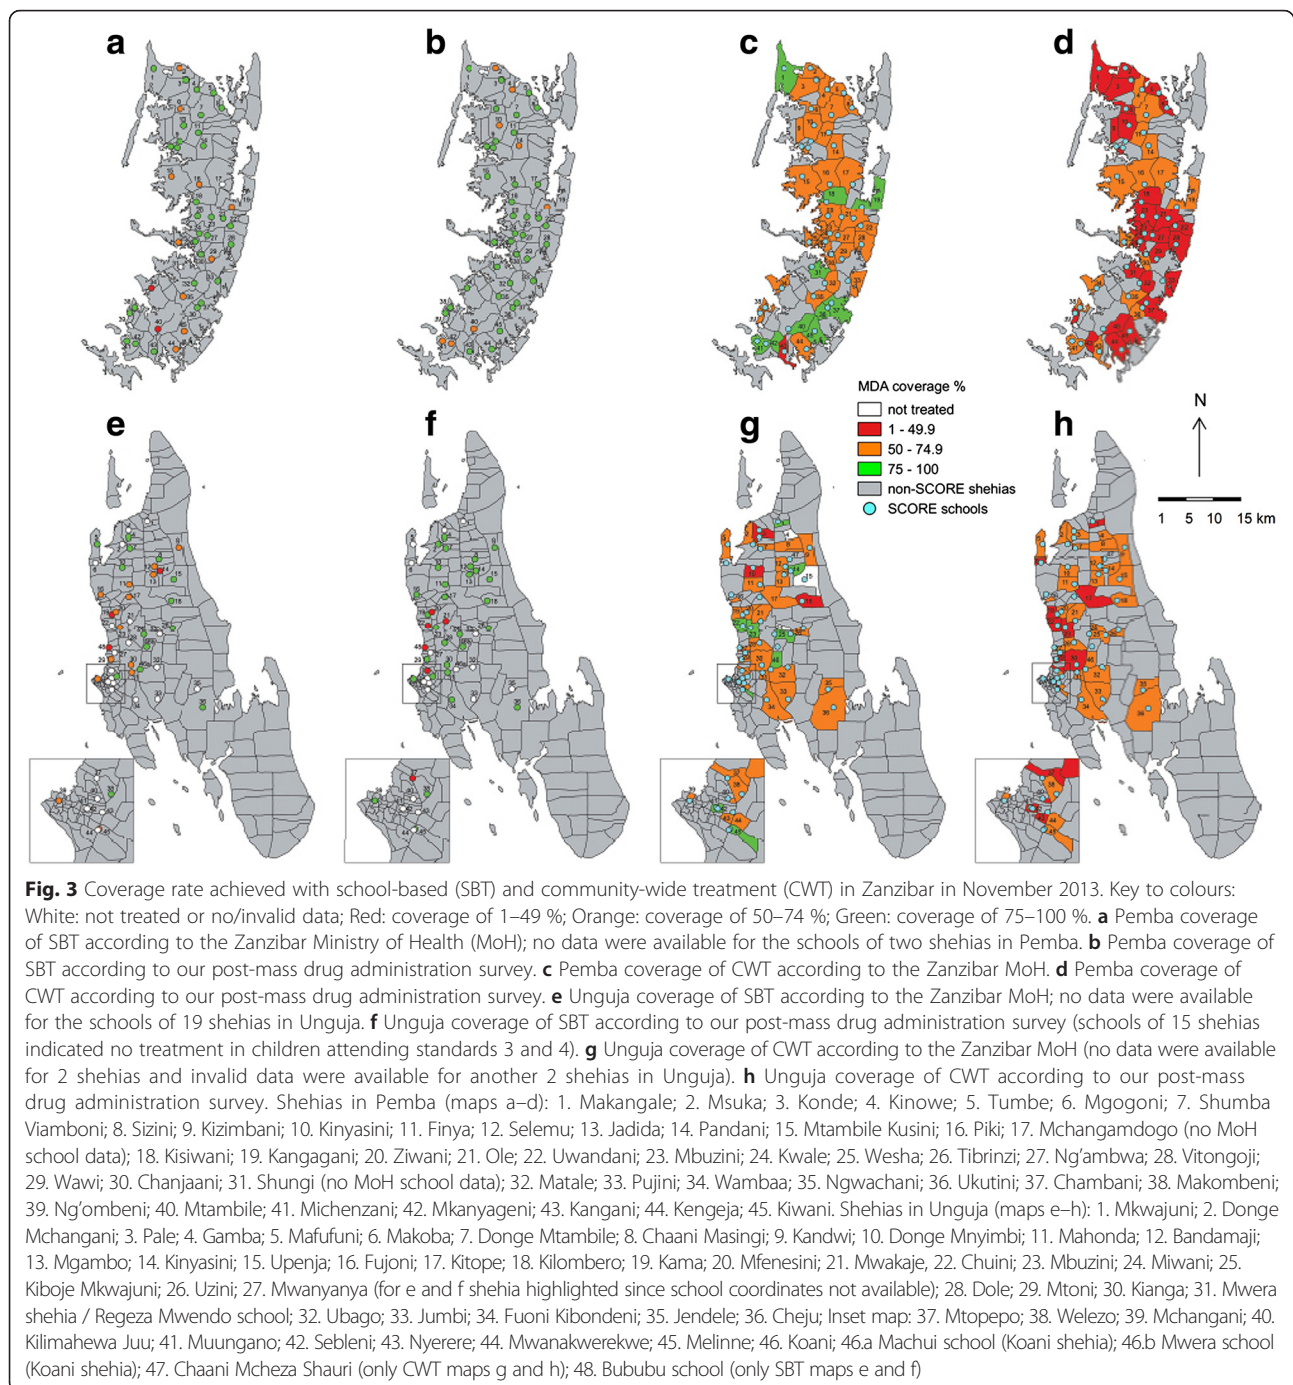 a
b
c
d
MDA coverage %
not treated
1 - 49.9
50 - 74.9
75 - 100
non-SCORE shehias
SCORE schools
N
1 5 10 15 km
e
f
g
h
Fig. 3 Coverage rate achieved with school-based (SBT) and community-wide treatment (CWT) in Zanzibar in November 2013. Key to colours:
White: not treated or no/invalid data; Red: coverage of 1–49 %; Orange: coverage of 50–74 %; Green: coverage of 75–100 %. a Pemba coverage
of SBT according to the Zanzibar Ministry of Health (MoH); no data were available for the schools of two shehias in Pemba. b Pemba coverage of
SBT according to our post-mass drug administration survey. c Pemba coverage of CWT according to the Zanzibar MoH. d Pemba coverage of
CWT according to our post-mass drug administration survey. e Unguja coverage of SBT according to the Zanzibar MoH; no data were available
for the schools of 19 shehias in Unguja. f Unguja coverage of SBT according to our post-mass drug administration survey (schools of 15 shehias
indicated no treatment in children attending standards 3 and 4). g Unguja coverage of CWT according to the Zanzibar MoH (no data were available
for 2 shehias and invalid data were available for another 2 shehias in Unguja). h Unguja coverage of CWT according to our post-mass
drug administration survey. Shehias in Pemba (maps a–d): 1. Makangale; 2. Msuka; 3. Konde; 4. Kinowe; 5. Tumbe; 6. Mgogoni; 7. Shumba
Viamboni; 8. Sizini; 9. Kizimbani; 10. Kinyasini; 11. Finya; 12. Selemu; 13. Jadida; 14. Pandani; 15. Mtambile Kusini; 16. Piki; 17. Mchangamdogo (no MoH
school data); 18. Kisiwani; 19. Kangagani; 20. Ziwani; 21. Ole; 22. Uwandani; 23. Mbuzini; 24. Kwale; 25. Wesha; 26. Tibrinzi; 27. Ng'ambwa; 28. Vitongoji;
29. Wawi; 30. Chanjaani; 31. Shungi (no MoH school data); 32. Matale; 33. Pujini; 34. Wambaa; 35. Ngwachani; 36. Ukutini; 37. Chambani; 38. Makombeni;
39. Ng'ombeni; 40. Mtambile; 41. Michenzani; 42. Mkanyageni; 43. Kangani; 44. Kengeja; 45. Kiwani. Shehias in Unguja (maps e–h): 1. Mkwajuni; 2. Donge
Mchangani; 3. Pale; 4. Gamba; 5. Mafufuni; 6. Makoba; 7. Donge Mtambile; 8. Chaani Masingi; 9. Kandwi; 10. Donge Mnyimbi; 11. Mahonda; 12. Bandamaji;
13. Mgambo; 14. Kinyasini; 15. Upenja; 16. Fujoni; 17. Kitope; 18. Kilombero; 19. Kama; 20. Mfenesini; 21. Mwakaje, 22. Chuini; 23. Mbuzini; 24. Miwani; 25.
Kiboje Mkwajuni; 26. Uzini; 27. Mwanyanya (for e and f shehia highlighted since school coordinates not available); 28. Dole; 29. Mtoni; 30. Kianga; 31. Mwera
shehia / Regeza Mwendo school; 32. Ubago; 33. Jumbi; 34. Fuoni Kibondeni; 35. Jendele; 36. Cheju; Inset map: 37. Mtopepo; 38. Welezo; 39. Mchangani; 40.
Kilimahewa Juu; 41. Muungano; 42. Sebleni; 43. Nyerere; 44. Mwanakwerekwe; 45. Melinne; 46. Koani; 46.a Machui school (Koani shehia); 46.b Mwera school
(Koani shehia); 47. Chaani Mcheza Shauri (only CWT maps g and h); 48. Bububu school (only SBT maps e and f)